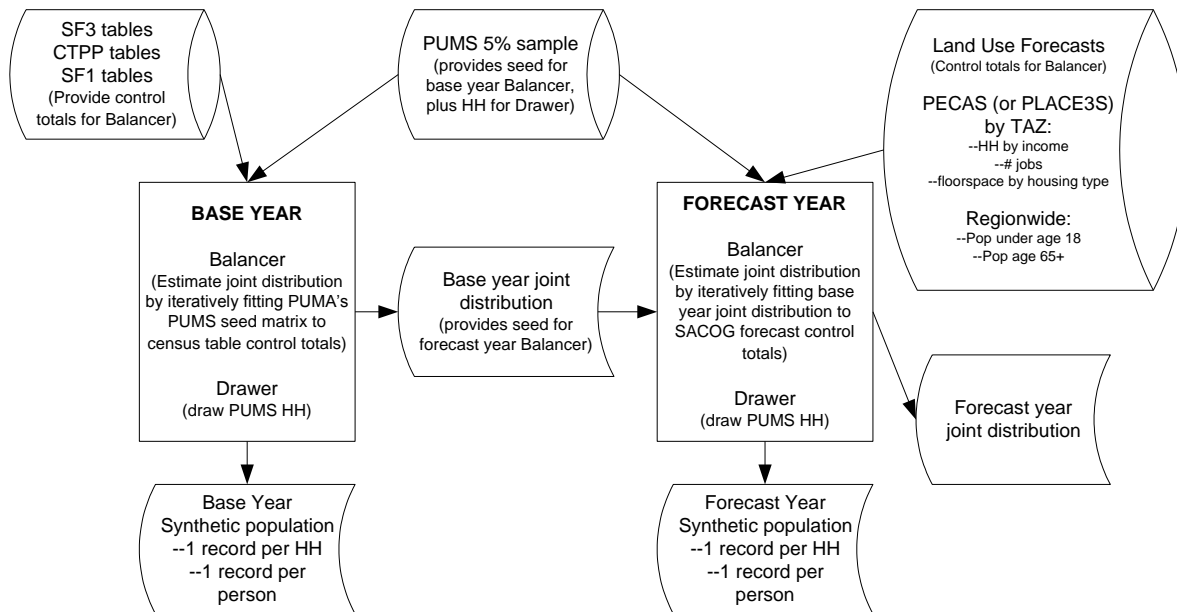 SF3 tables
CTPP tables
SF1 tables
(Provide control
totals for Balancer)
PUMS 5% sample
(provides seed for
base year Balancer,
plus HH for Drawer)
Land Use Forecasts
(Control totals for Balancer)
PECAS (or PLACE3S)
by TAZ:
--HH by income
--# jobs
--floorspace by housing type
Regionwide:
--Pop under age 18
--Pop age 65+
BASE YEAR
Balancer
(Estimate joint distribution
by iteratively fitting PUMA's
PUMS seed matrix to
census table control totals)
Drawer
(draw PUMS HH)
Base year joint
distribution
(provides seed for
forecast year Balancer)
FORECAST YEAR
Balancer
(Estimate joint distribution
by iteratively fitting base
year joint distribution to
SACOG forecast control
totals)
Drawer
(draw PUMS HH)
Forecast year
joint distribution
Base Year
Synthetic population
--1 record per HH
--1 record per
person
Forecast Year
Synthetic population
--1 record per HH
--1 record per
person